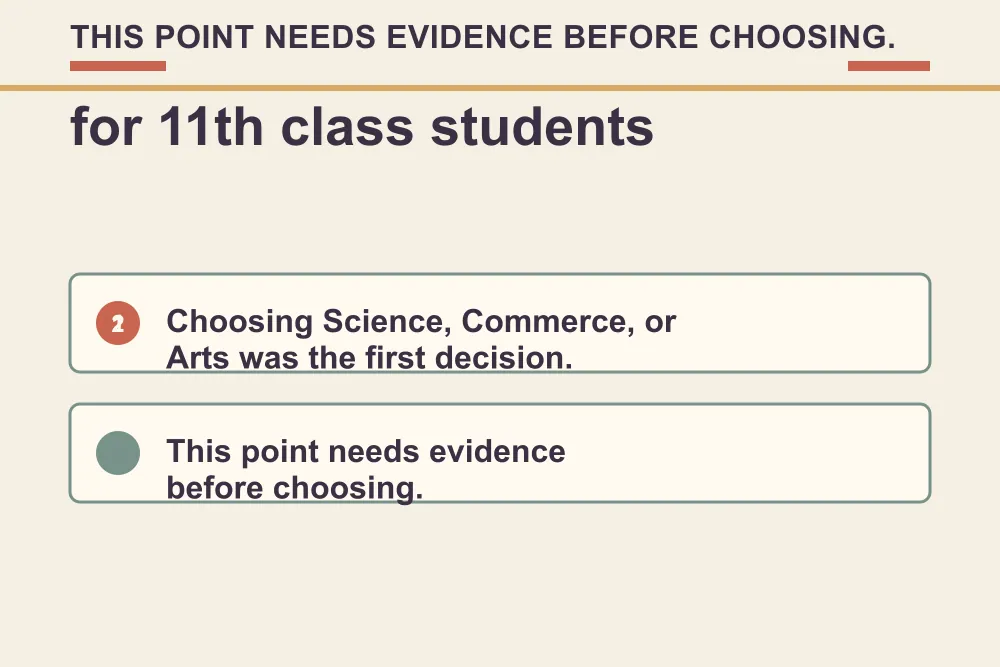 THIS POINT NEEDS EVIDENCE BEFORE CHOOSING.
for 11th class students
2
Choosing Science, Commerce, or
Arts was the first decision.
This point needs evidence
before choosing.